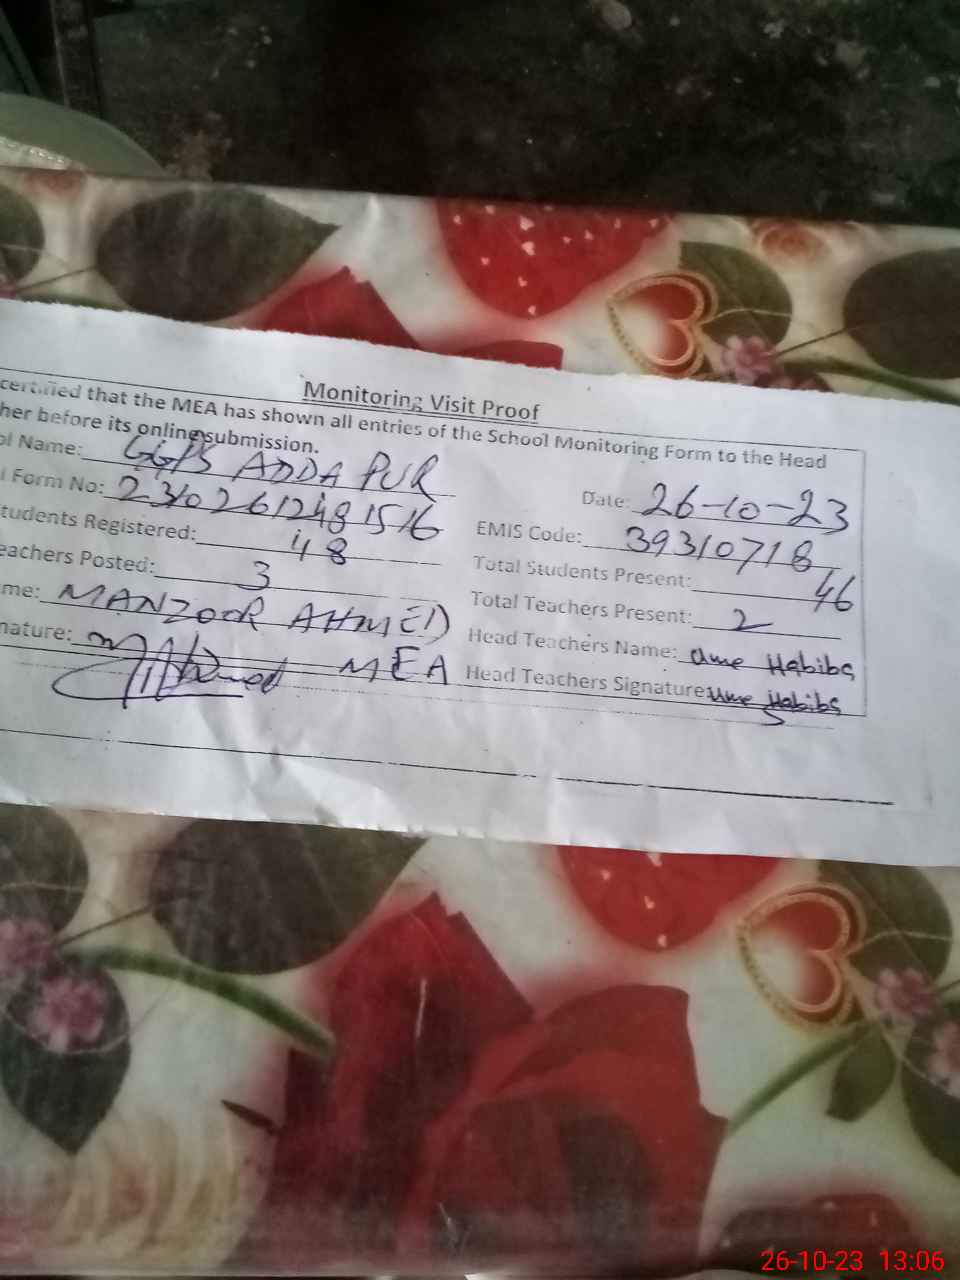 Monitoring Visit Proof
certified that the MEA has shown all entries of the School Monitoring Form to the Head
her before its online submission.
ol Name: GGPS ADDA PUR
Date: 26-10-23
l Form No: 23102612481516
EMIS Code: 39310718
tudents Registered: 48
Total Students Present: 46
eachers Posted: 3
Total Teachers Present: 2
me: MANZOOR AHMED
Head Teachers Name: Ume Habiba
nature: MEA
Head Teachers Signature: Ume Habiba
26-10-23 13:06